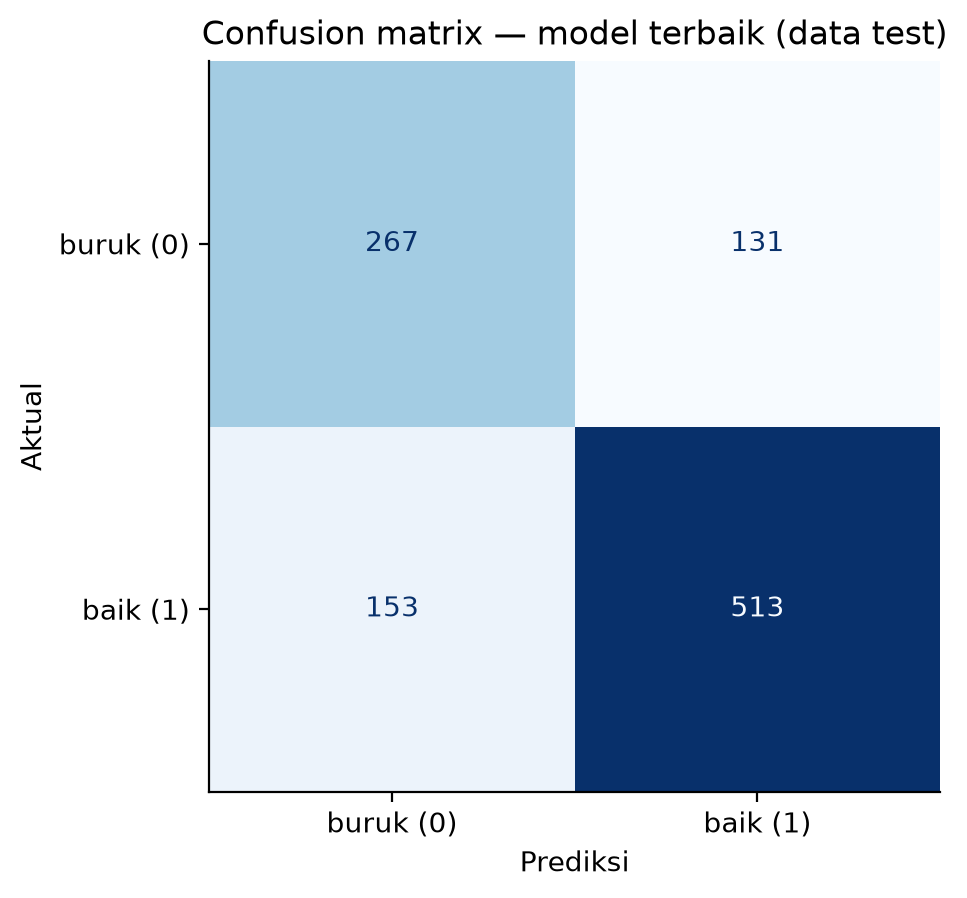 Confusion matrix — model terbaik (data test)
buruk (0)
267
131
Aktual
baik (1)
153
513
buruk (0)
baik (1)
Prediksi